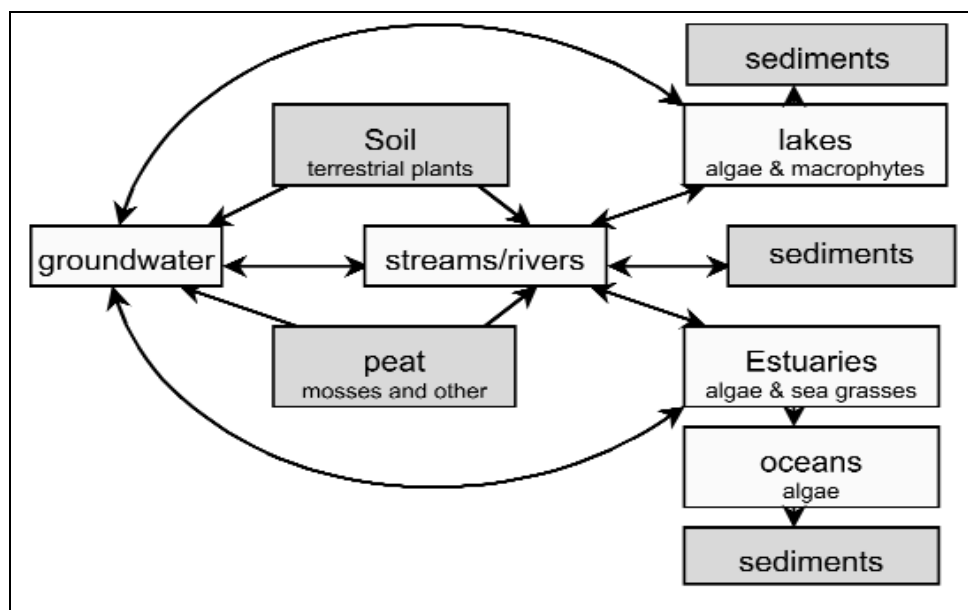 sediments
Soil
terrestrial plants
lakes
algae & macrophytes
groundwater
streams/rivers
sediments
peat
mosses and other
Estuaries
algae & sea grasses
oceans
algae
sediments